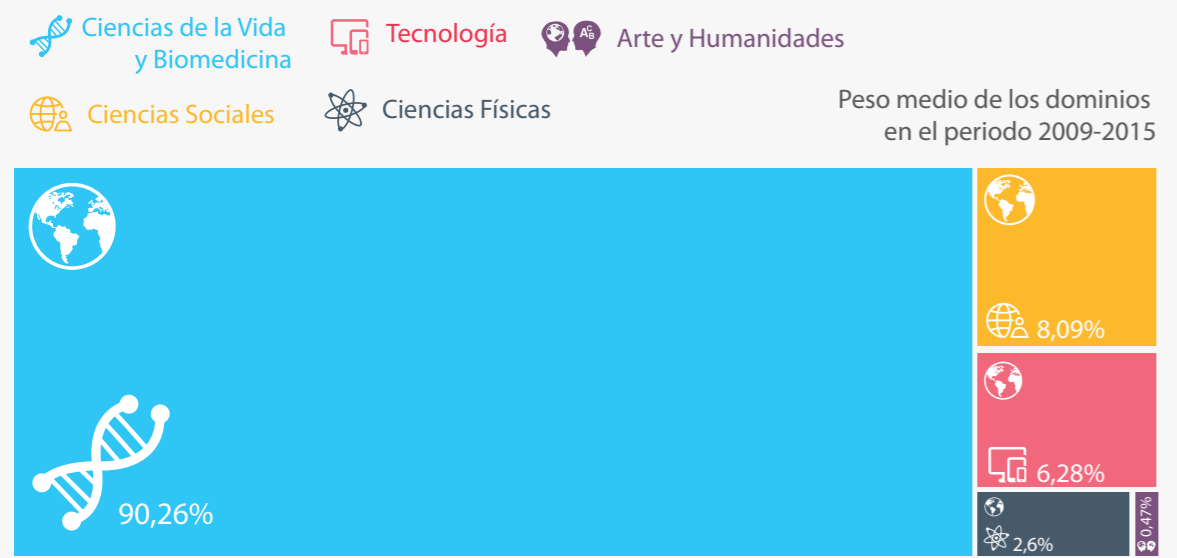 Ciencias de la Vida
y Biomedicina
Tecnología
Arte y Humanidades
Ciencias Sociales
Ciencias Físicas
Peso medio de los dominios
en el periodo 2009-2015
90,26%
8,09%
6,28%
2,6%
0,47%